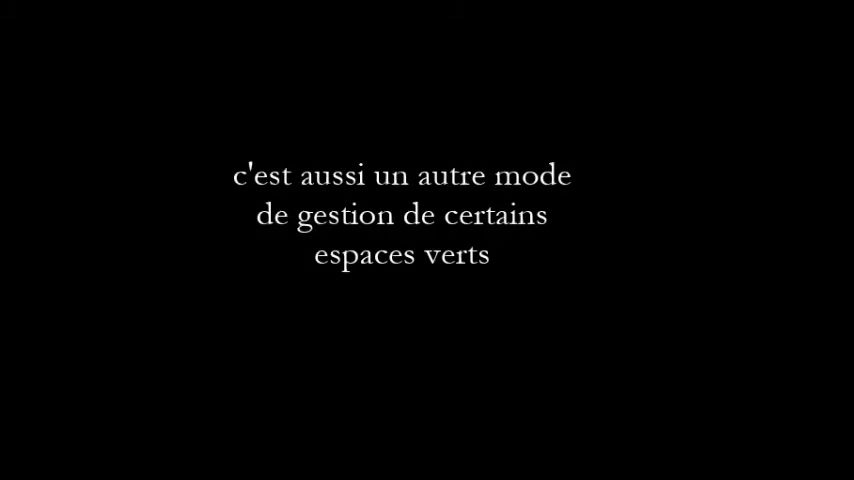 c'est aussi un autre mode
de gestion de certains
espaces verts